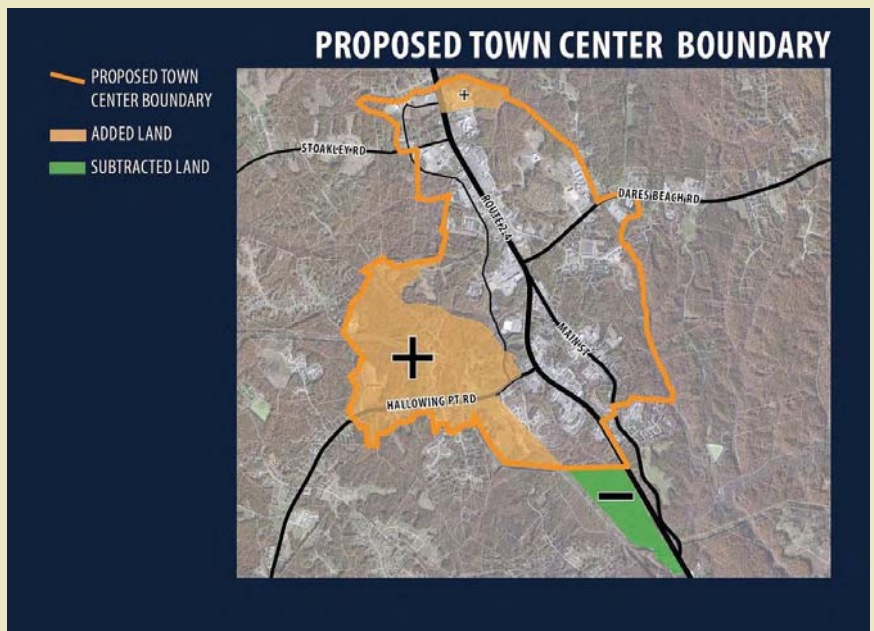 PROPOSED TOWN CENTER BOUNDARY
PROPOSED TOWN
CENTER BOUNDARY
ADDED LAND
SUBTRACTED LAND
+
STOAKLEY RD
DARES BEACH RD
ROUTE 2.4
MAIN ST
+
HALLOWING PT RD
−